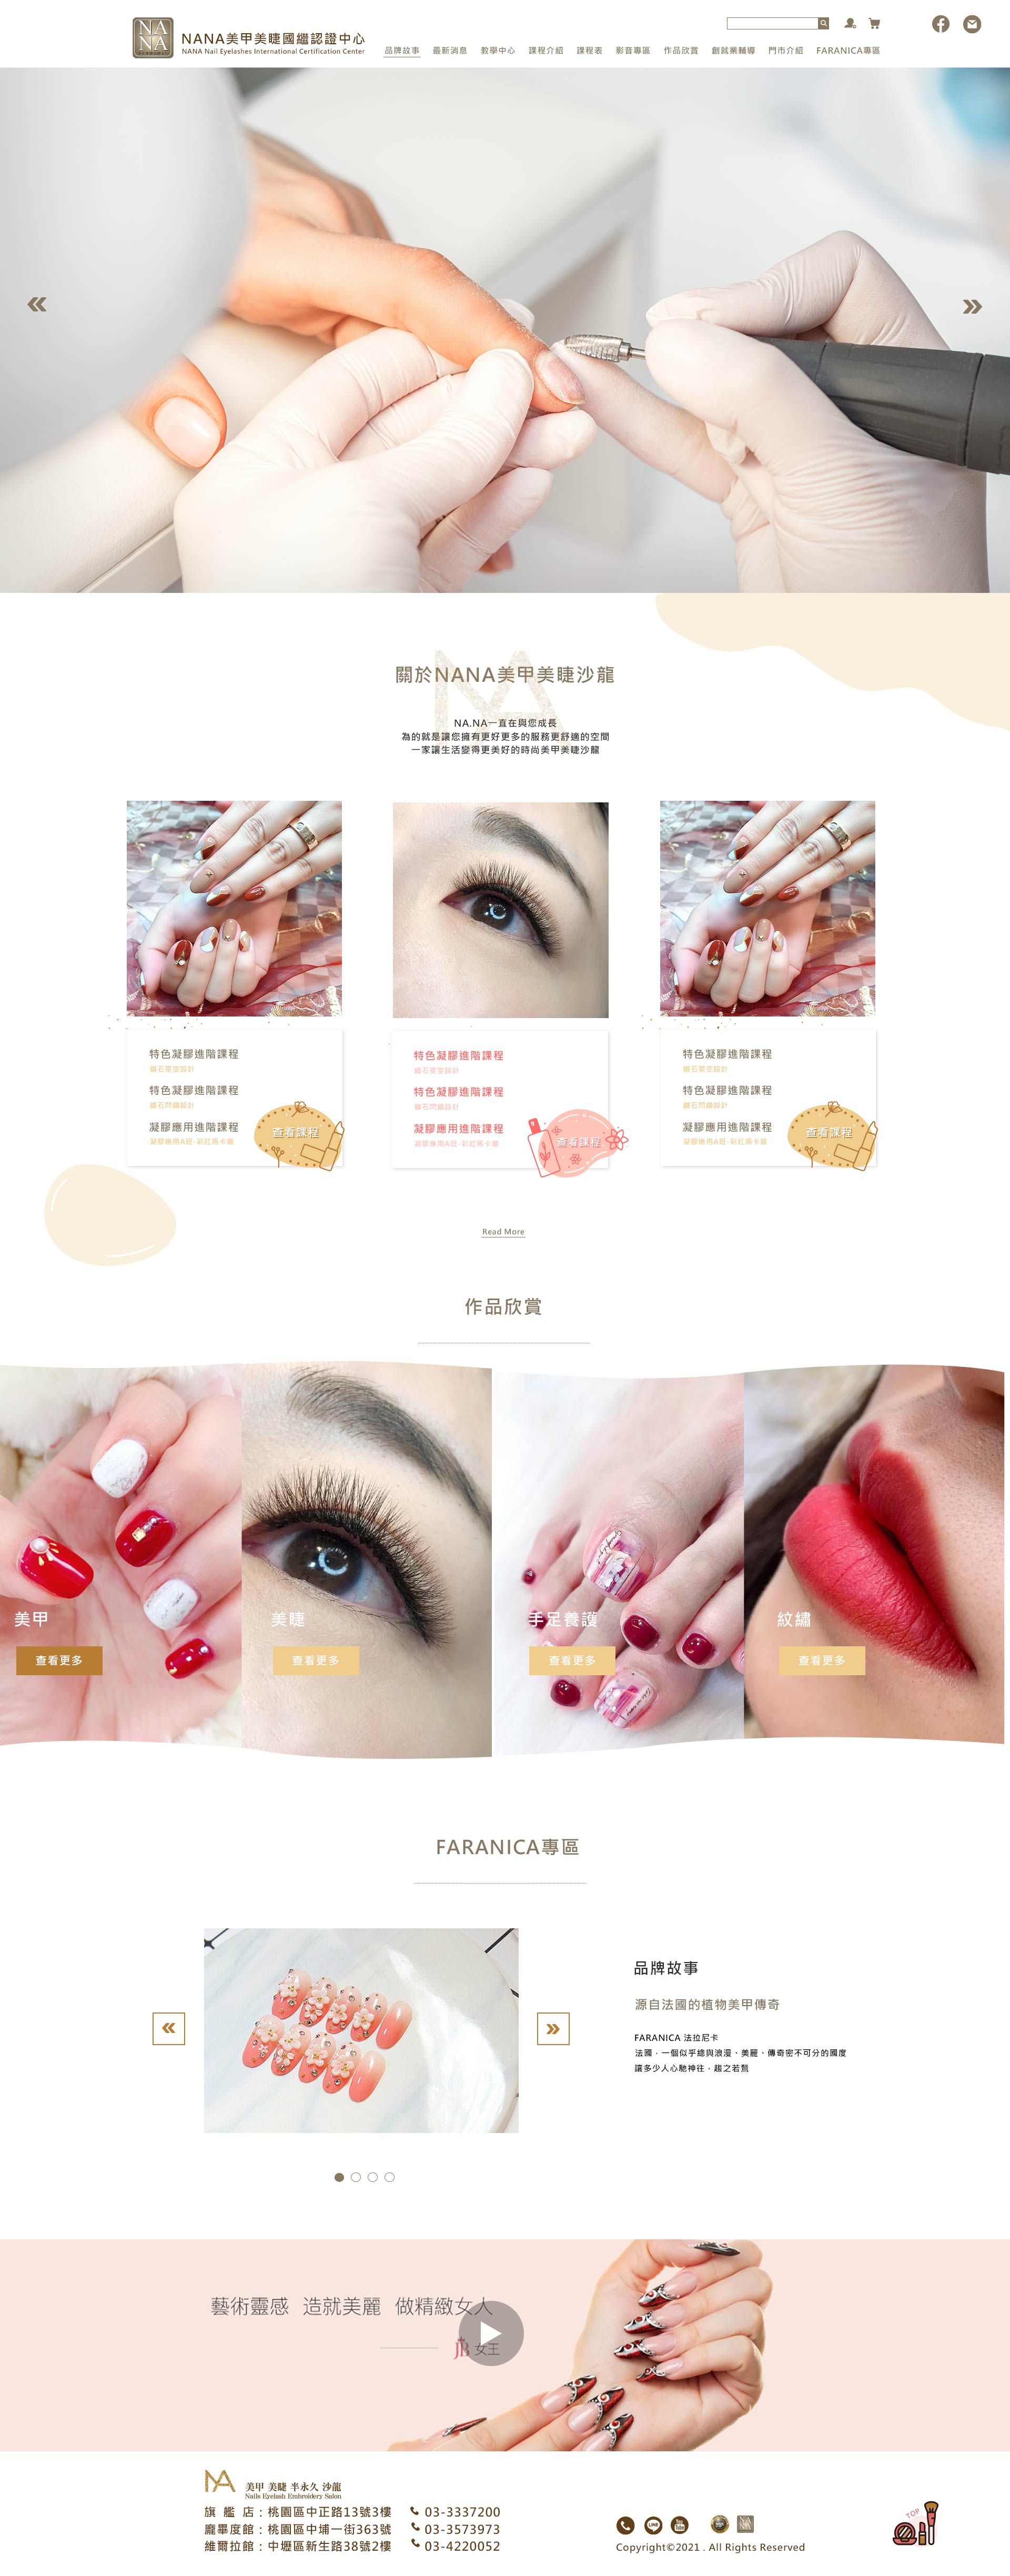 NA
NA
NANA美甲美睫國繼認證中心
NANA Nail Eyelashes International Certification Center
品牌故事 最新消息 教學中心 課程介紹 課程表 影音專區 作品欣賞 創就業輔導 門市介紹 FARANICA專區
關於NANA美甲美睫沙龍
NA.NA一直在與您成長
為的就是讓您擁有更好更多的服務更舒適的空間
一家讓生活變得更美好的時尚美甲美睫沙龍
特色凝膠進階課程
鑽石星空設計
特色凝膠進階課程
鑽石閃鑽設計
凝膠應用進階課程
凝膠應用A班-彩虹馬卡龍
查看課程
特色凝膠進階課程
鑽石星空設計
特色凝膠進階課程
鑽石閃鑽設計
凝膠應用進階課程
凝膠應用A班-彩虹馬卡龍
查看課程
特色凝膠進階課程
鑽石星空設計
特色凝膠進階課程
鑽石閃鑽設計
凝膠應用進階課程
凝膠應用A班-彩虹馬卡龍
查看課程
Read More
作品欣賞
美甲
查看更多
美睫
查看更多
手足養護
查看更多
紋繡
查看更多
FARANICA專區
品牌故事
源自法國的植物美甲傳奇
FARANICA 法拉尼卡
法國，一個似乎總與浪漫、美麗、傳奇密不可分的國度
讓多少人心馳神往，趨之若鶩
藝術靈感 造就美麗 做精緻女人
女王
美甲 美睫 半永久 沙龍
Nails Eyelash Embroidery Salon
旗 艦 店：桃園區中正路13號3樓 03-3337200
龐畢度館：桃園區中埔一街363號 03-3573973
維爾拉館：中壢區新生路38號2樓 03-4220052
LINE
You Tube
Copyright©2021 . All Rights Reserved
TOP